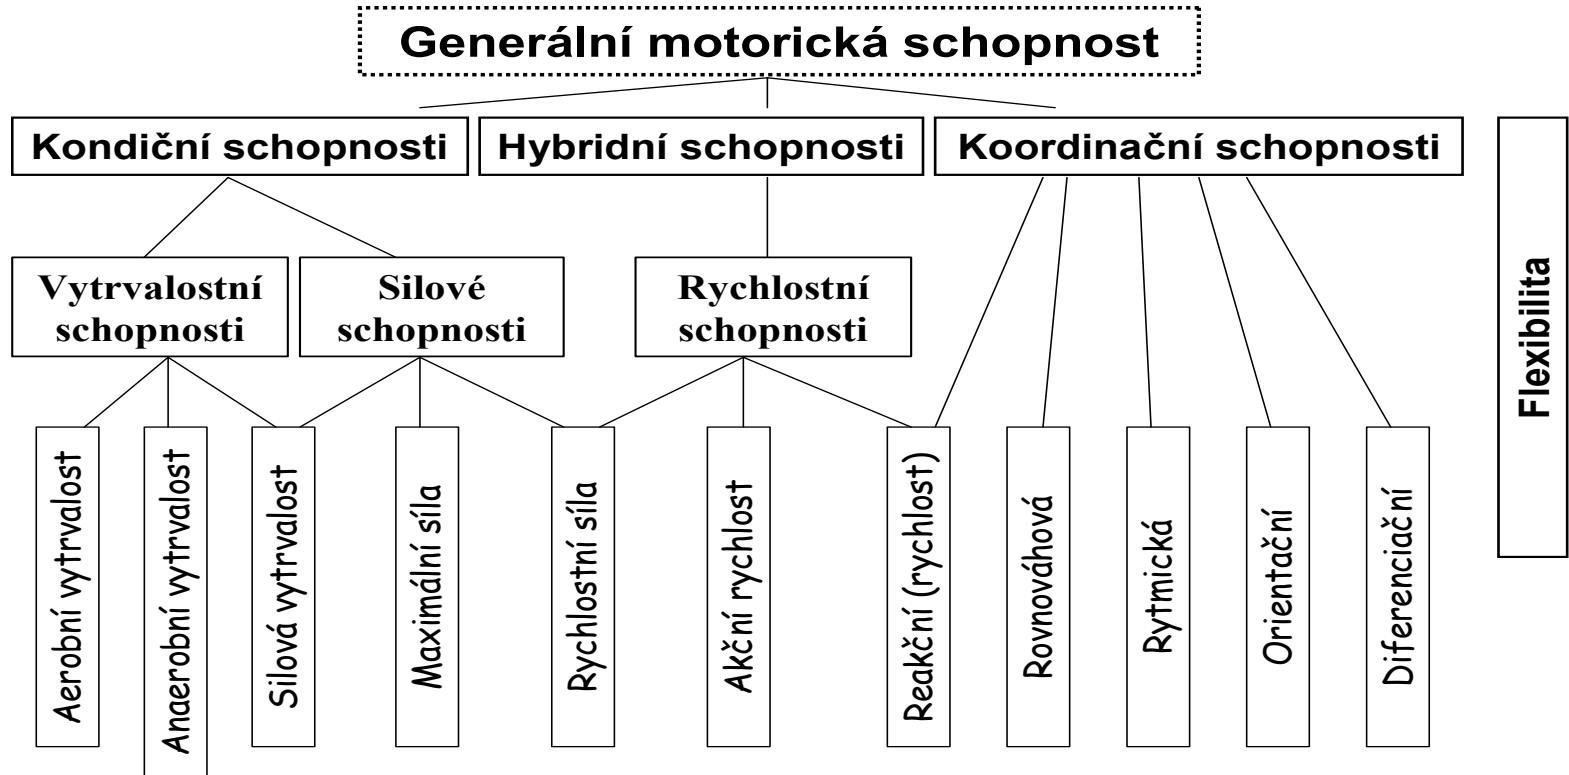 Generální motorická schopnost
Kondiční schopnosti
Hybridní schopnosti
Koordinační schopnosti
Flexibilita
Vytrvalostní
schopnosti
Silové
schopnosti
Rychlostní
schopnosti
Aerobní vytrvalost
Anaerobní vytrvalost
Silová vytrvalost
Maximální síla
Rychlostní síla
Akční rychlost
Reakční (rychlost)
Rovnováhová
Rytmická
Orientační
Diferenciační